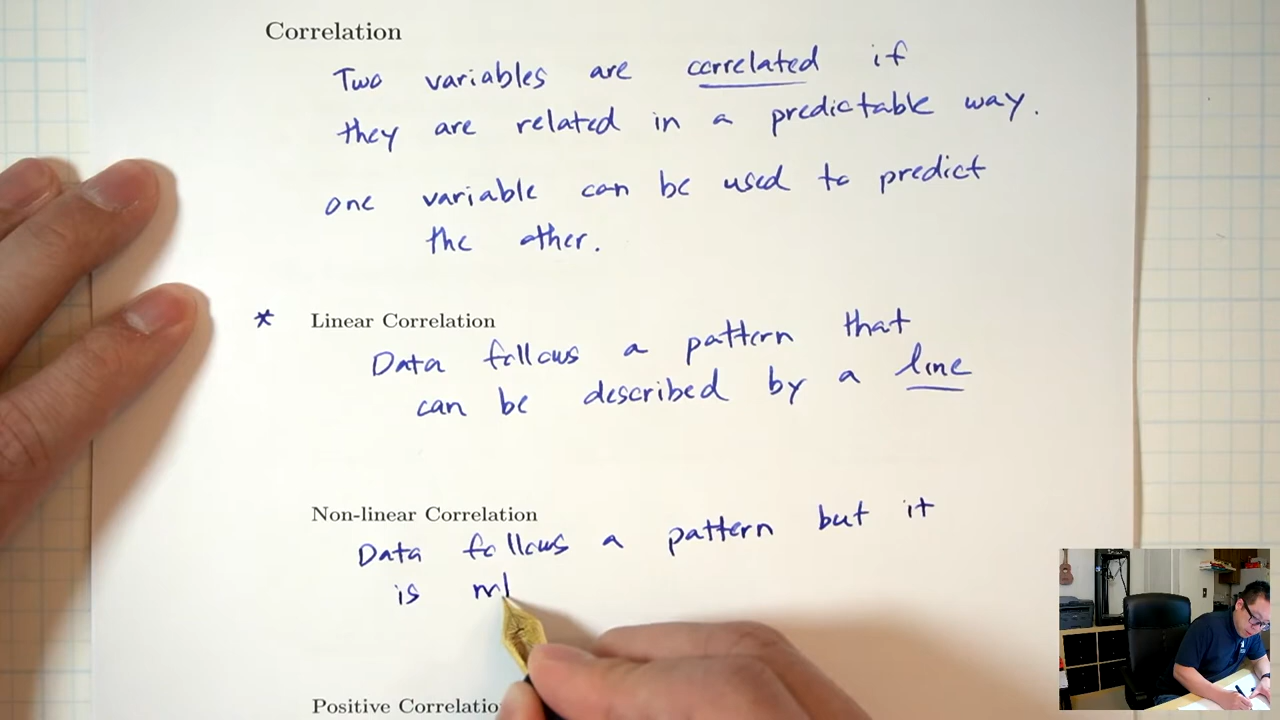 Correlation
Two variables are correlated if
they are related in a predictable way.
one variable can be used to predict
the other.
* Linear Correlation
Data follows a pattern that
can be described by a line
Non-linear Correlation
Data follows a pattern but it
is
Positive Correlatio